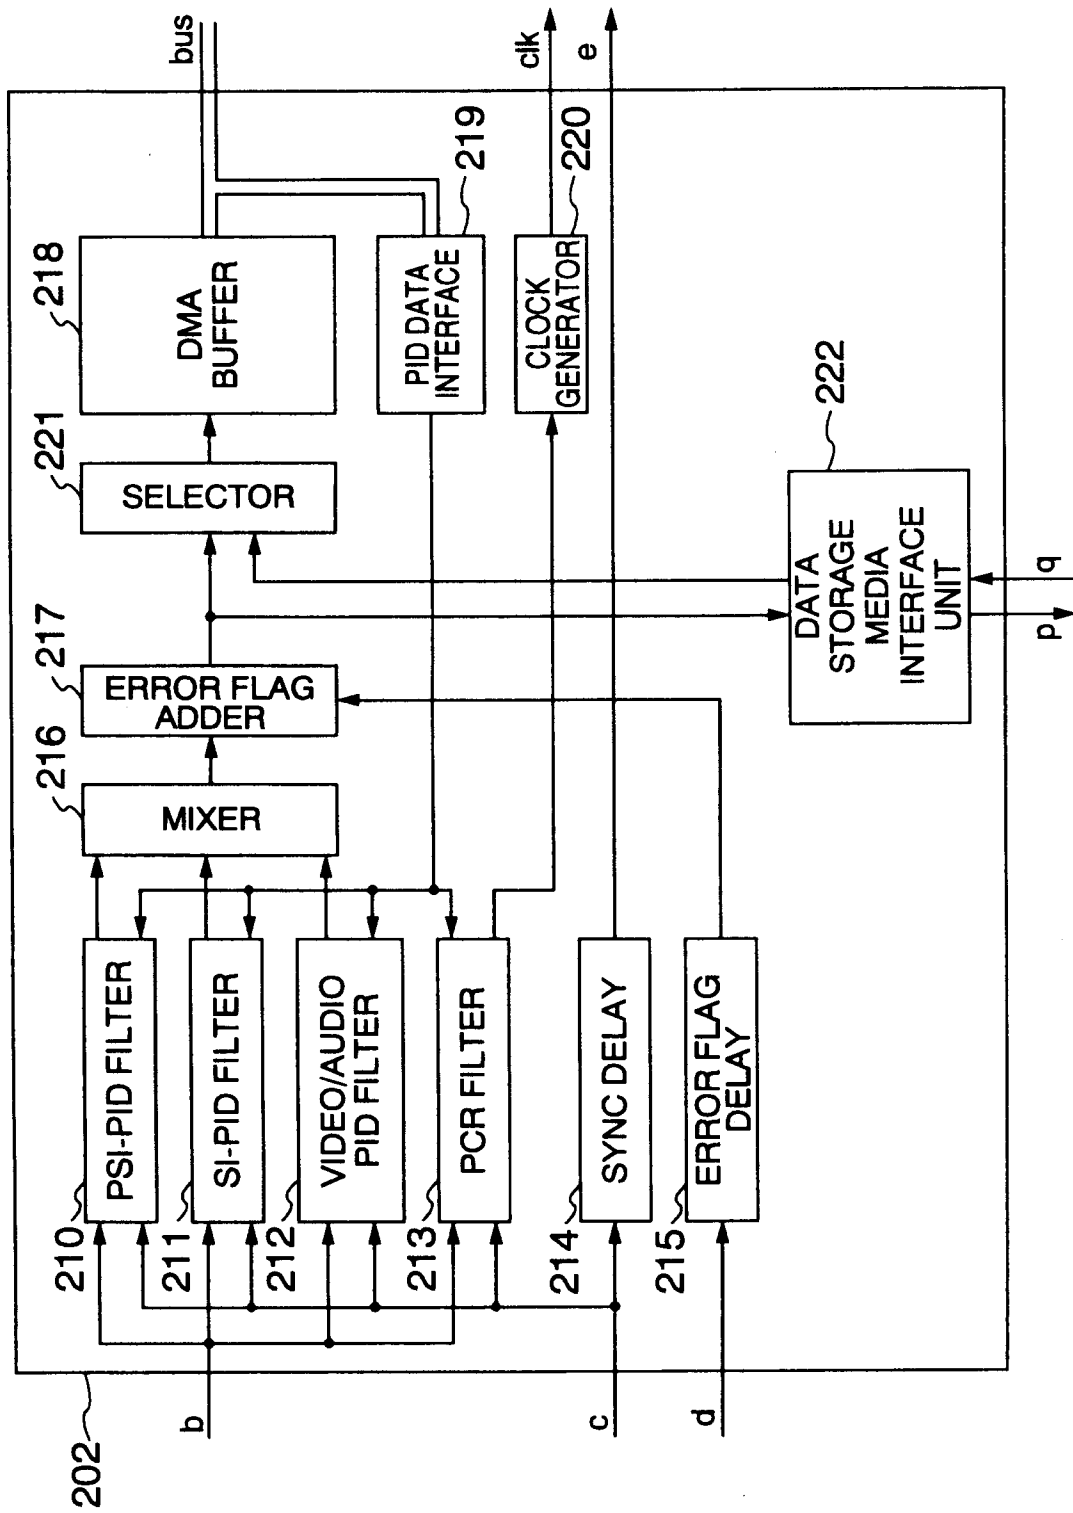 202
b
c
d
210
PSI-PID FILTER
211
SI-PID FILTER
212
VIDEO/AUDIO
PID FILTER
213
PCR FILTER
214
SYNC DELAY
215
ERROR FLAG
DELAY
216
MIXER
217
ERROR FLAG
ADDER
221
SELECTOR
218
DMA
BUFFER
219
PID DATA
INTERFACE
220
CLOCK
GENERATOR
222
DATA
STORAGE
MEDIA
INTERFACE
UNIT
p
q
bus
clk
e